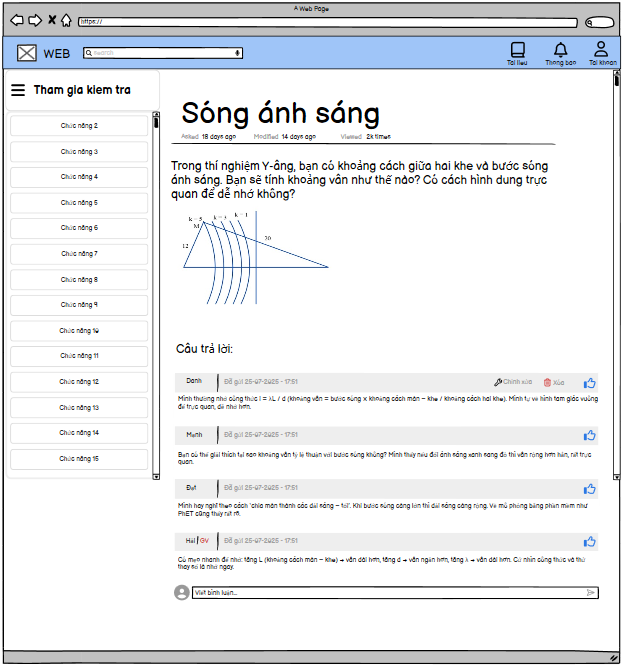 A Web Page
https://
WEB
search
Tài liệu
Thông báo
Tài khoản
Tham gia kiem tra
Chức năng 2
Chức năng 3
Chức năng 4
Chức năng 5
Chức năng 6
Chức năng 7
Chức năng 8
Chức năng 9
Chức năng 10
Chức năng 11
Chức năng 12
Chức năng 13
Chức năng 14
Chức năng 15
Sóng ánh sáng
Asked 18 days ago Modified 14 days ago Viewed 2k times
Trong thí nghiệm Y-âng, bạn có khoảng cách giữa hai khe và bước sóng
ánh sáng. Bạn sẽ tính khoảng vân như thế nào? Có cách hình dung trực
quan để dễ nhớ không?
k = 5 k = 3 k = 1
M
12
20
Câu trả lời:
Danh Đã gửi 25-07-2025 - 17:51 Chỉnh sửa Xóa
Mình thường nhớ công thức i = λL / d (khoảng vân = bước sóng x khoảng cách màn – khe / khoảng cách hai khe). Mình tự vẽ hình tam giác vuông
để trực quan, dễ nhớ hơn.
Mạnh Đã gửi 25-07-2025 - 17:51
Bạn có thể giải thích tại sao khoảng vân tỷ lệ thuận với bước sóng không? Mình thấy nếu đổi ánh sáng xanh sang đỏ thì vân rộng hơn hẳn, rất trực
quan.
Đạt Đã gửi 25-07-2025 - 17:51
Mình hay nghĩ theo cách 'chia màn thành các dải sáng – tối'. Khi bước sóng càng lớn thì dải sáng càng rộng. Vẽ mô phỏng bằng phần mềm như
PhET cũng thấy rất rõ.
Hải | GV Đã gửi 25-07-2025 - 17:51
Có mẹo nhanh để nhớ: tăng L (khoảng cách màn – khe) → vân dài hơn, tăng d → vân ngắn hơn, tăng λ → vân dài hơn. Cứ nhìn công thức và thử
thay số là nhớ ngay.
Viết bình luận...